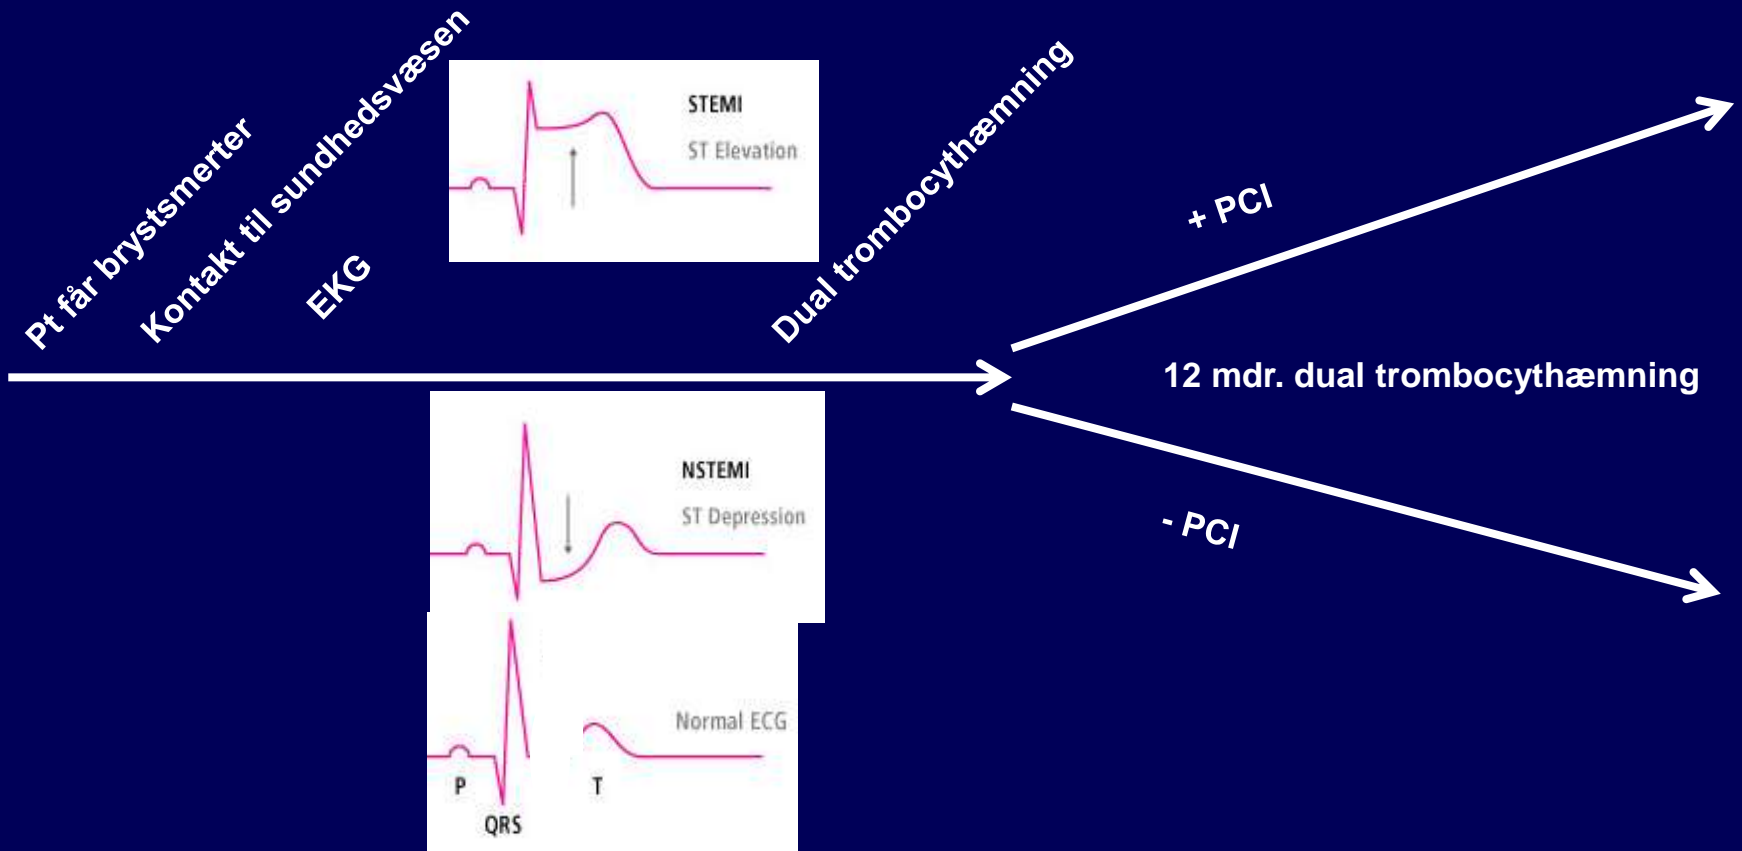 Pt får brystsmerter
Kontakt til sundhedsvæsen
EKG
STEMI
ST Elevation
Dual trombocythæmning
+ PCI
12 mdr. dual trombocythæmning
- PCI
NSTEMI
ST Depression
Normal ECG
P
QRS
T